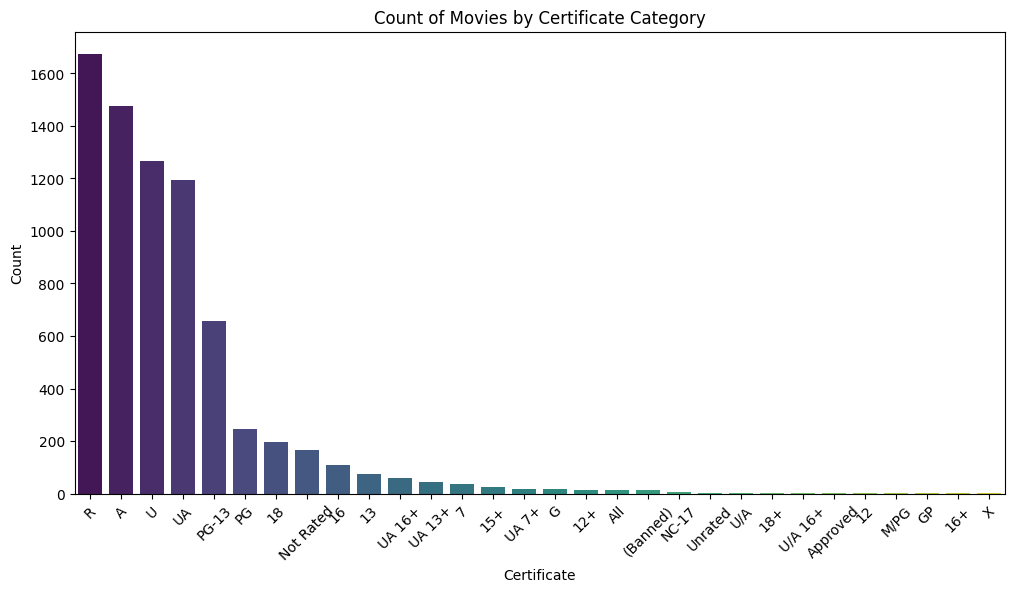 Count of Movies by Certificate Category
Count
1600
1400
1200
1000
800
600
400
200
0
R
A
U
UA
PG-13
PG
18
Not Rated
16
13
UA 16+
UA 13+
7
15+
UA 7+
G
12+
All
(Banned)
NC-17
Unrated
U/A
18+
U/A 16+
Approved
12
M/PG
GP
16+
X
Certificate